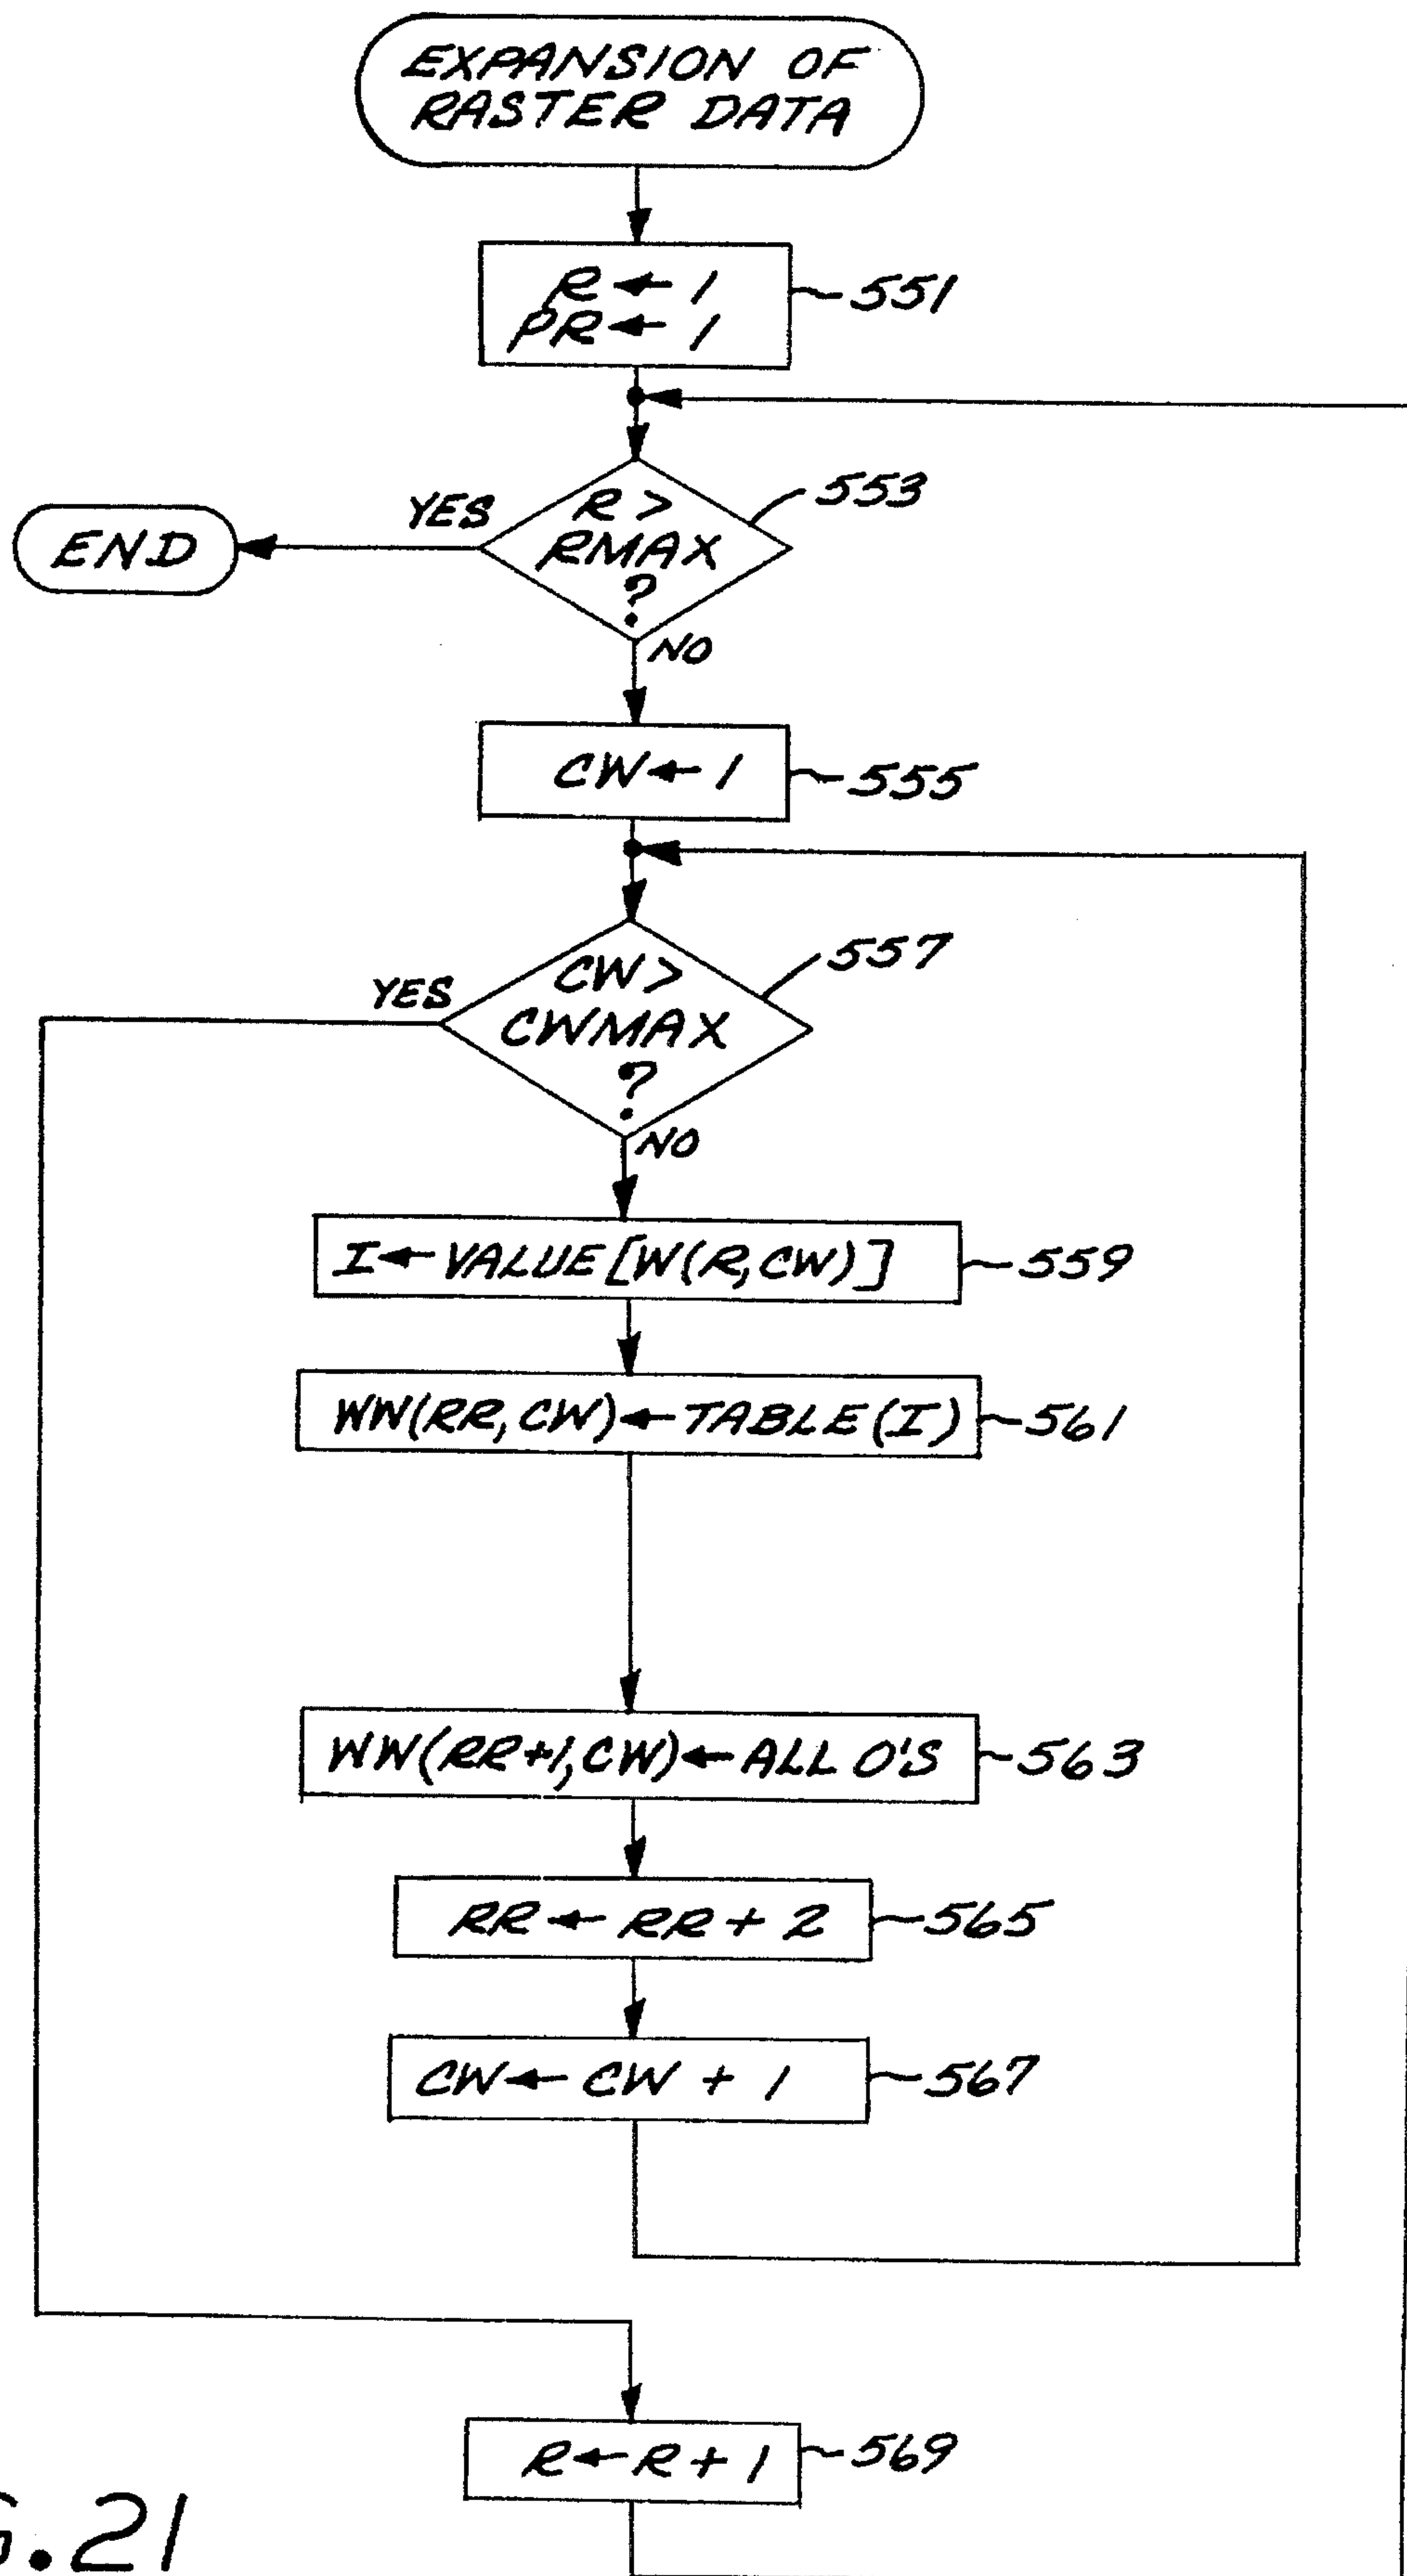 EXPANSION OF
RASTER DATA
R ← 1
PR ← 1
551
R >
RMAX
?
553
YES
END
NO
CW ← 1
555
CW >
CWMAX
?
557
YES
NO
I ← VALUE [W(R,CW)]
559
WW(RR,CW) ← TABLE(I)
561
WW(RR+1,CW) ← ALL 0'S
563
RR ← RR + 2
565
CW ← CW + 1
567
R ← R + 1
569
G.21